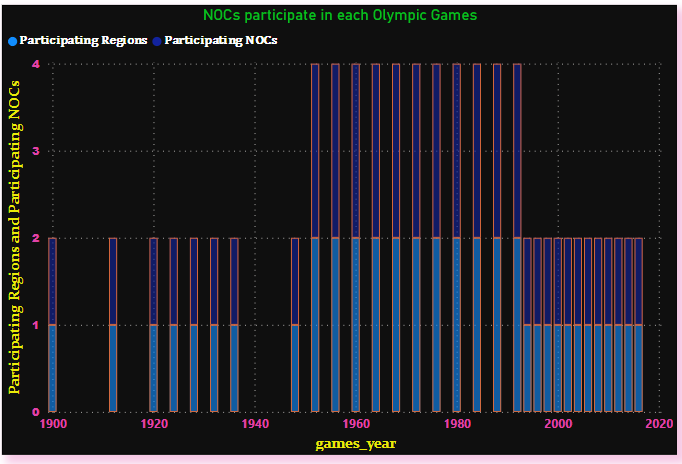 NOCs participate in each Olympic Games
Participating Regions Participating NOCs
Participating Regions and Participating NOCs
4
3
2
1
0
1900 1920 1940 1960 1980 2000 2020
games_year